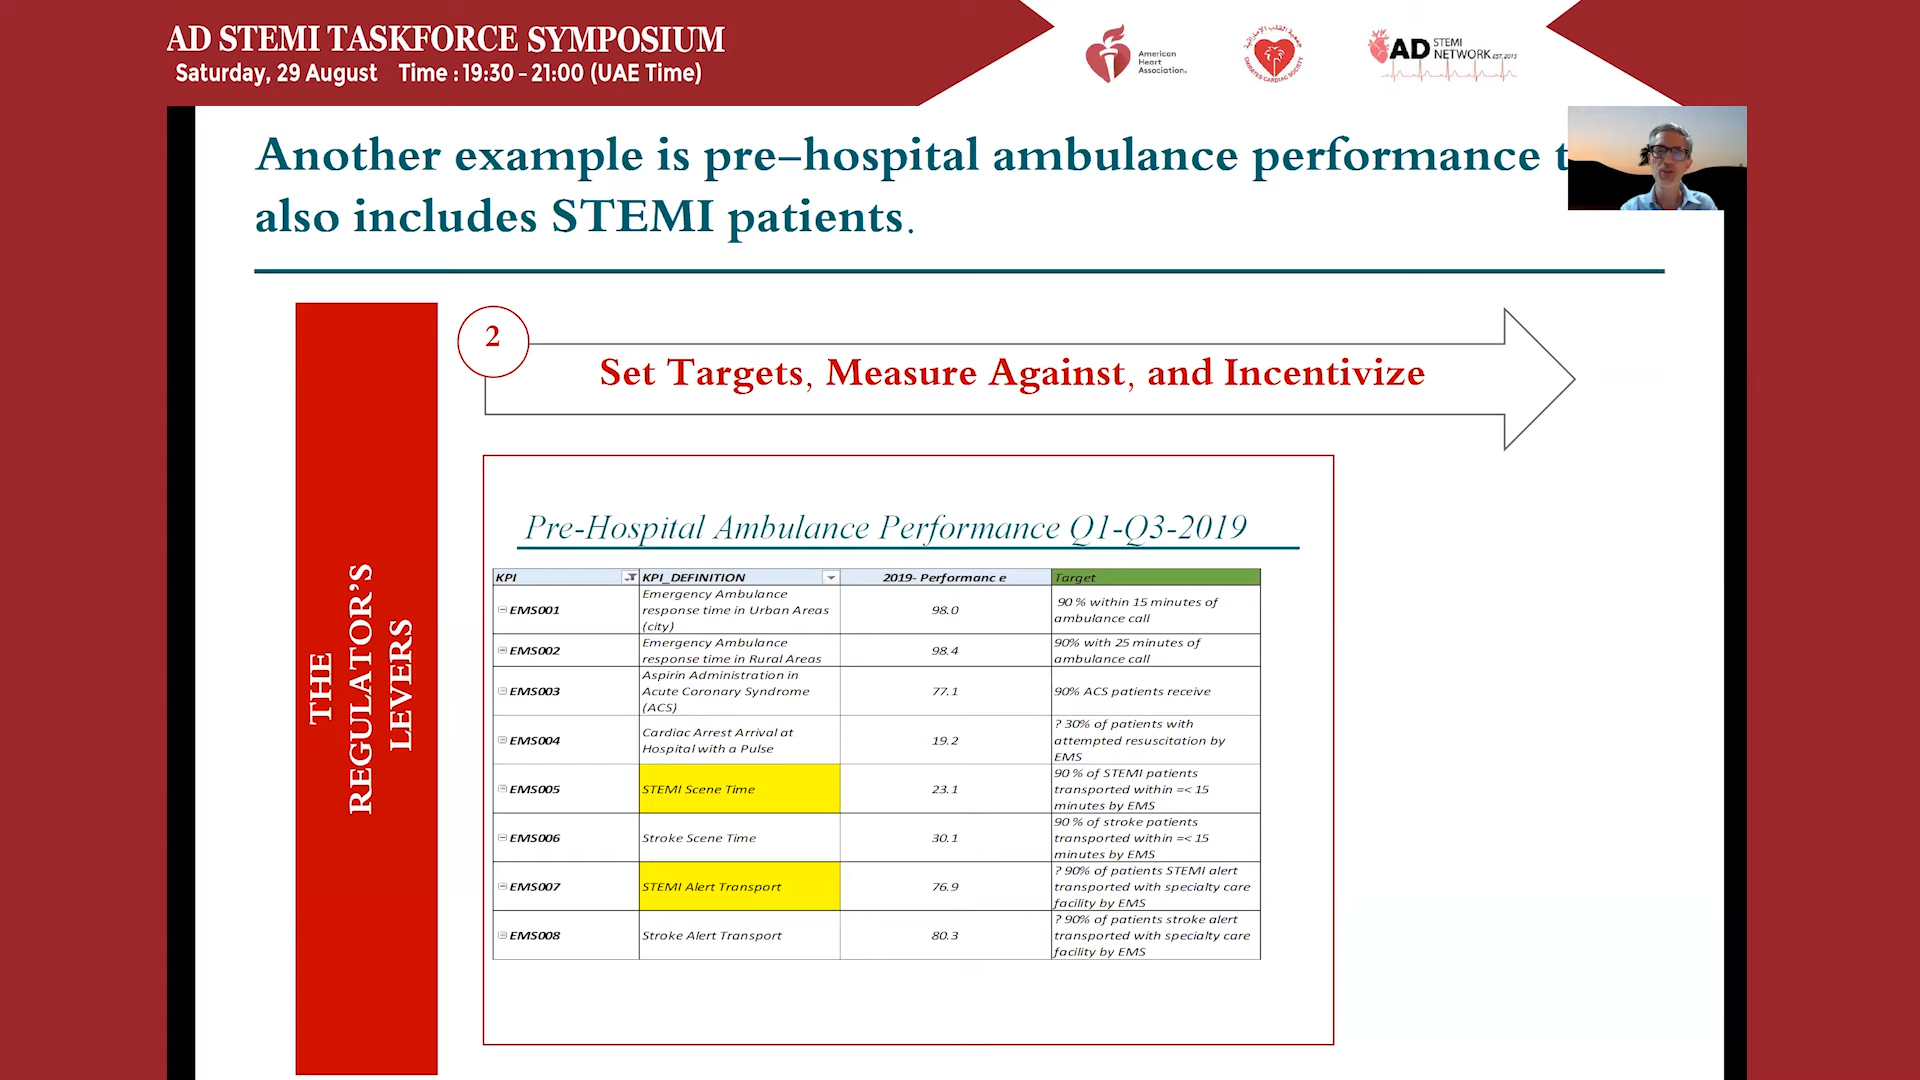 AD STEMI TASKFORCE SYMPOSIUM
Saturday, 29 August Time : 19:30 - 21:00 (UAE Time)
American
Heart
Association.
EMIRATES CARDIAC SOCIETY
AD STEMI
NETWORK EST. 2015
Another example is pre-hospital ambulance performance t
also includes STEMI patients.
2
Set Targets, Measure Against, and Incentivize
THE
REGULATOR'S
LEVERS
Pre-Hospital Ambulance Performance Q1-Q3-2019
KPI KPI_DEFINITION 2019- Performanc e Target
EMS001 Emergency Ambulance
response time in Urban Areas
(city) 98.0 90 % within 15 minutes of
ambulance call
EMS002 Emergency Ambulance
response time in Rural Areas 98.4 90% with 25 minutes of
ambulance call
EMS003 Aspirin Administration in
Acute Coronary Syndrome
(ACS) 77.1 90% ACS patients receive
EMS004 Cardiac Arrest Arrival at
Hospital with a Pulse 19.2 ? 30% of patients with
attempted resuscitation by
EMS
EMS005 STEMI Scene Time 23.1 90 % of STEMI patients
transported within =< 15
minutes by EMS
EMS006 Stroke Scene Time 30.1 90 % of stroke patients
transported within =< 15
minutes by EMS
EMS007 STEMI Alert Transport 76.9 ? 90% of patients STEMI alert
transported with specialty care
facility by EMS
EMS008 Stroke Alert Transport 80.3 ? 90% of patients stroke alert
transported with specialty care
facility by EMS